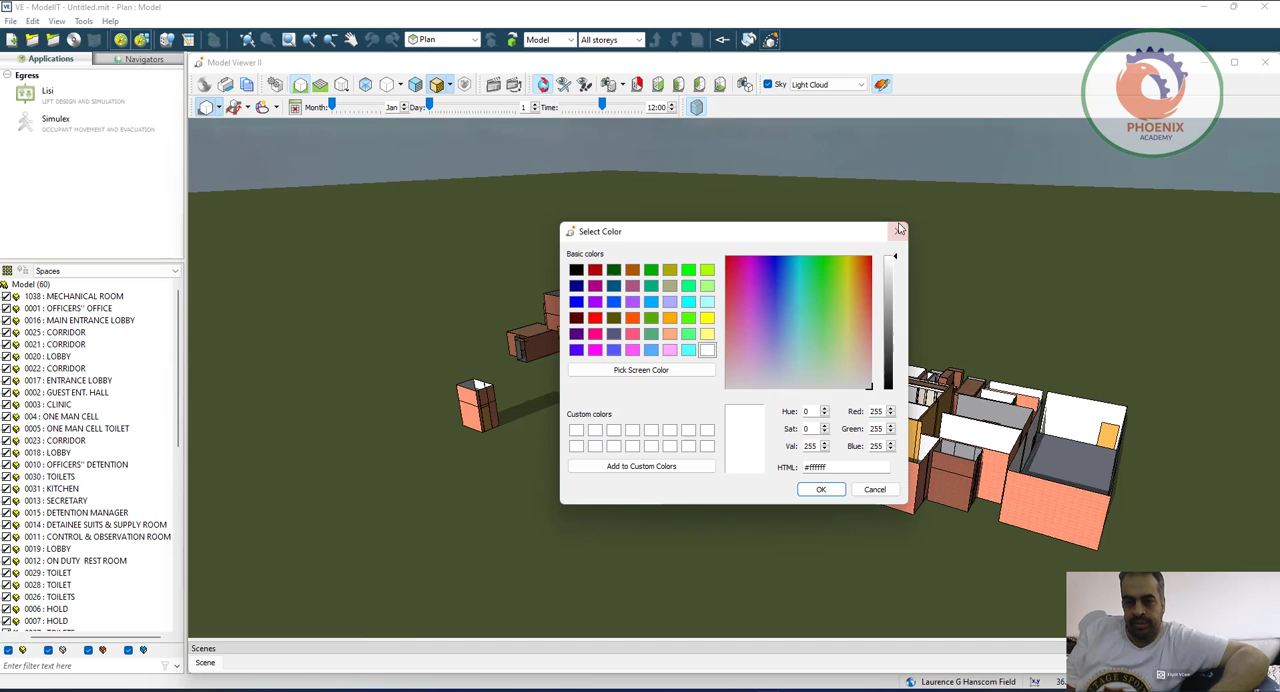 VE - ModelIT - Untitled.mit - Plan : Model
File Edit View Tools Help
Plan Model All storeys
Applications Navigators
Model Viewer II
Egress
Lisi
LIFT DESIGN AND SIMULATION
Simulex
OCCUPANT MOVEMENT AND EVACUATION
Sky Light Cloud
Month: Jan Day: 1 Time: 12:00
PHOENIX
ACADEMY
Spaces
Model (60)
1038 : MECHANICAL ROOM
0001 : OFFICERS'' OFFICE
0016 : MAIN ENTRANCE LOBBY
0025 : CORRIDOR
0021 : CORRIDOR
0020 : LOBBY
0022 : CORRIDOR
0017 : ENTRANCE LOBBY
0002 : GUEST ENT. HALL
0003 : CLINIC
004 : ONE MAN CELL
0005 : ONE MAN CELL TOILET
0023 : CORRIDOR
0018 : LOBBY
0010 : OFFICERS'' DETENTION
0030 : TOILETS
0031 : KITCHEN
0013 : SECRETARY
0015 : DETENTION MANAGER
0014 : DETAINEE SUITS & SUPPLY ROOM
0011 : CONTROL & OBSERVATION ROOM
0019 : LOBBY
0012 : ON DUTY REST ROOM
0029 : TOILET
0028 : TOILET
0026 : TOILETS
0006 : HOLD
0007 : HOLD
Enter filter text here
Select Color
Basic colors
Pick Screen Color
Custom colors
Add to Custom Colors
Hue: 0 Red: 255
Sat: 0 Green: 255
Val: 255 Blue: 255
HTML: #ffffff
OK Cancel
Scenes
Scene
Laurence G Hanscom Field